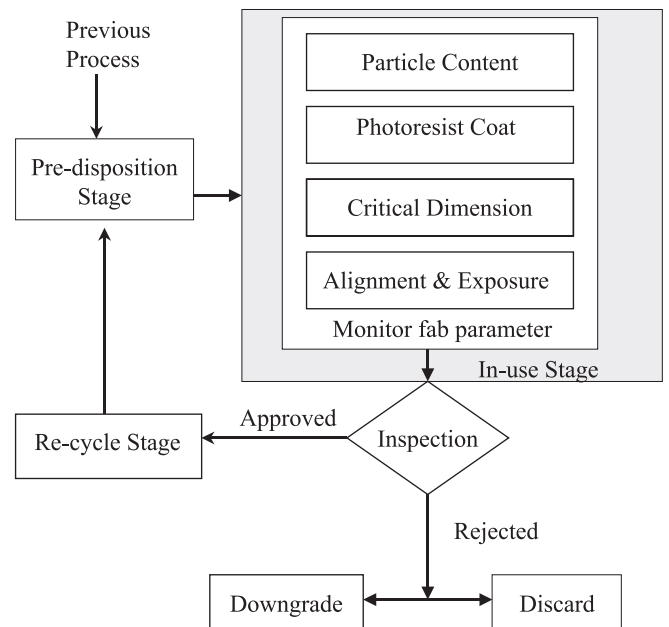 Previous
Process
Pre-disposition
Stage
Particle Content
Photoresist Coat
Critical Dimension
Alignment & Exposure
Monitor fab parameter
In-use Stage
Inspection
Approved
Re-cycle Stage
Rejected
Downgrade
Discard